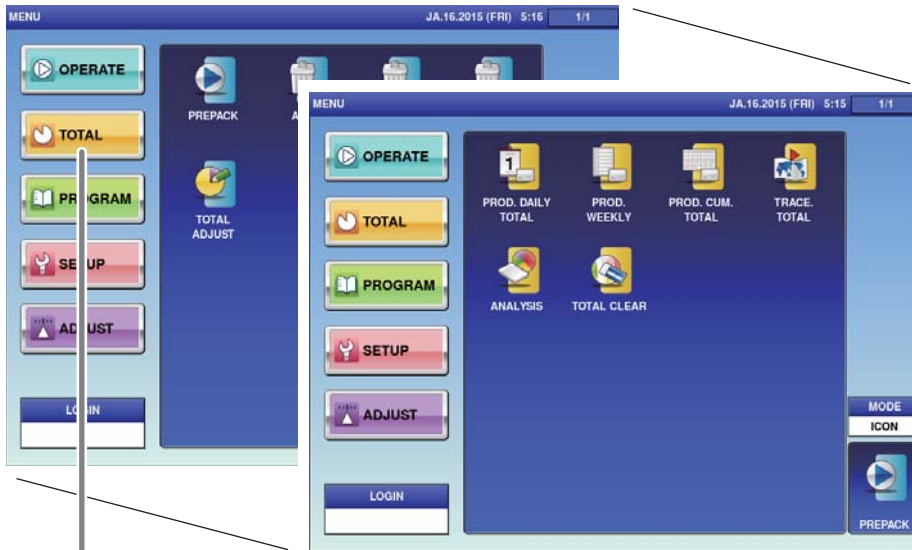 MENU
JA.16.2015 (FRI) 5:16 1/1
OPERATE
TOTAL
PROGRAM
SETUP
ADJUST
LOGIN
PREPACK
TOTAL
ADJUST
MENU
JA.16.2015 (FRI) 5:15 1/1
OPERATE
TOTAL
PROGRAM
SETUP
ADJUST
LOGIN
PROD. DAILY
TOTAL
PROD.
WEEKLY
PROD. CUM.
TOTAL
TRACE.
TOTAL
ANALYSIS
TOTAL CLEAR
MODE
ICON
PREPACK